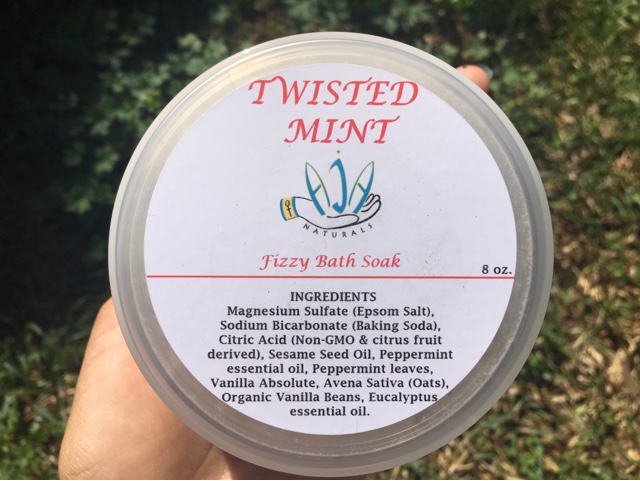 TWISTED
MINT
AJA
NATURALS
Fizzy Bath Soak
8 oz.
INGREDIENTS
Magnesium Sulfate (Epsom Salt),
Sodium Bicarbonate (Baking Soda),
Citric Acid (Non-GMO & citrus fruit
derived), Sesame Seed Oil, Peppermint
essential oil, Peppermint leaves,
Vanilla Absolute, Avena Sativa (Oats),
Organic Vanilla Beans, Eucalyptus
essential oil.